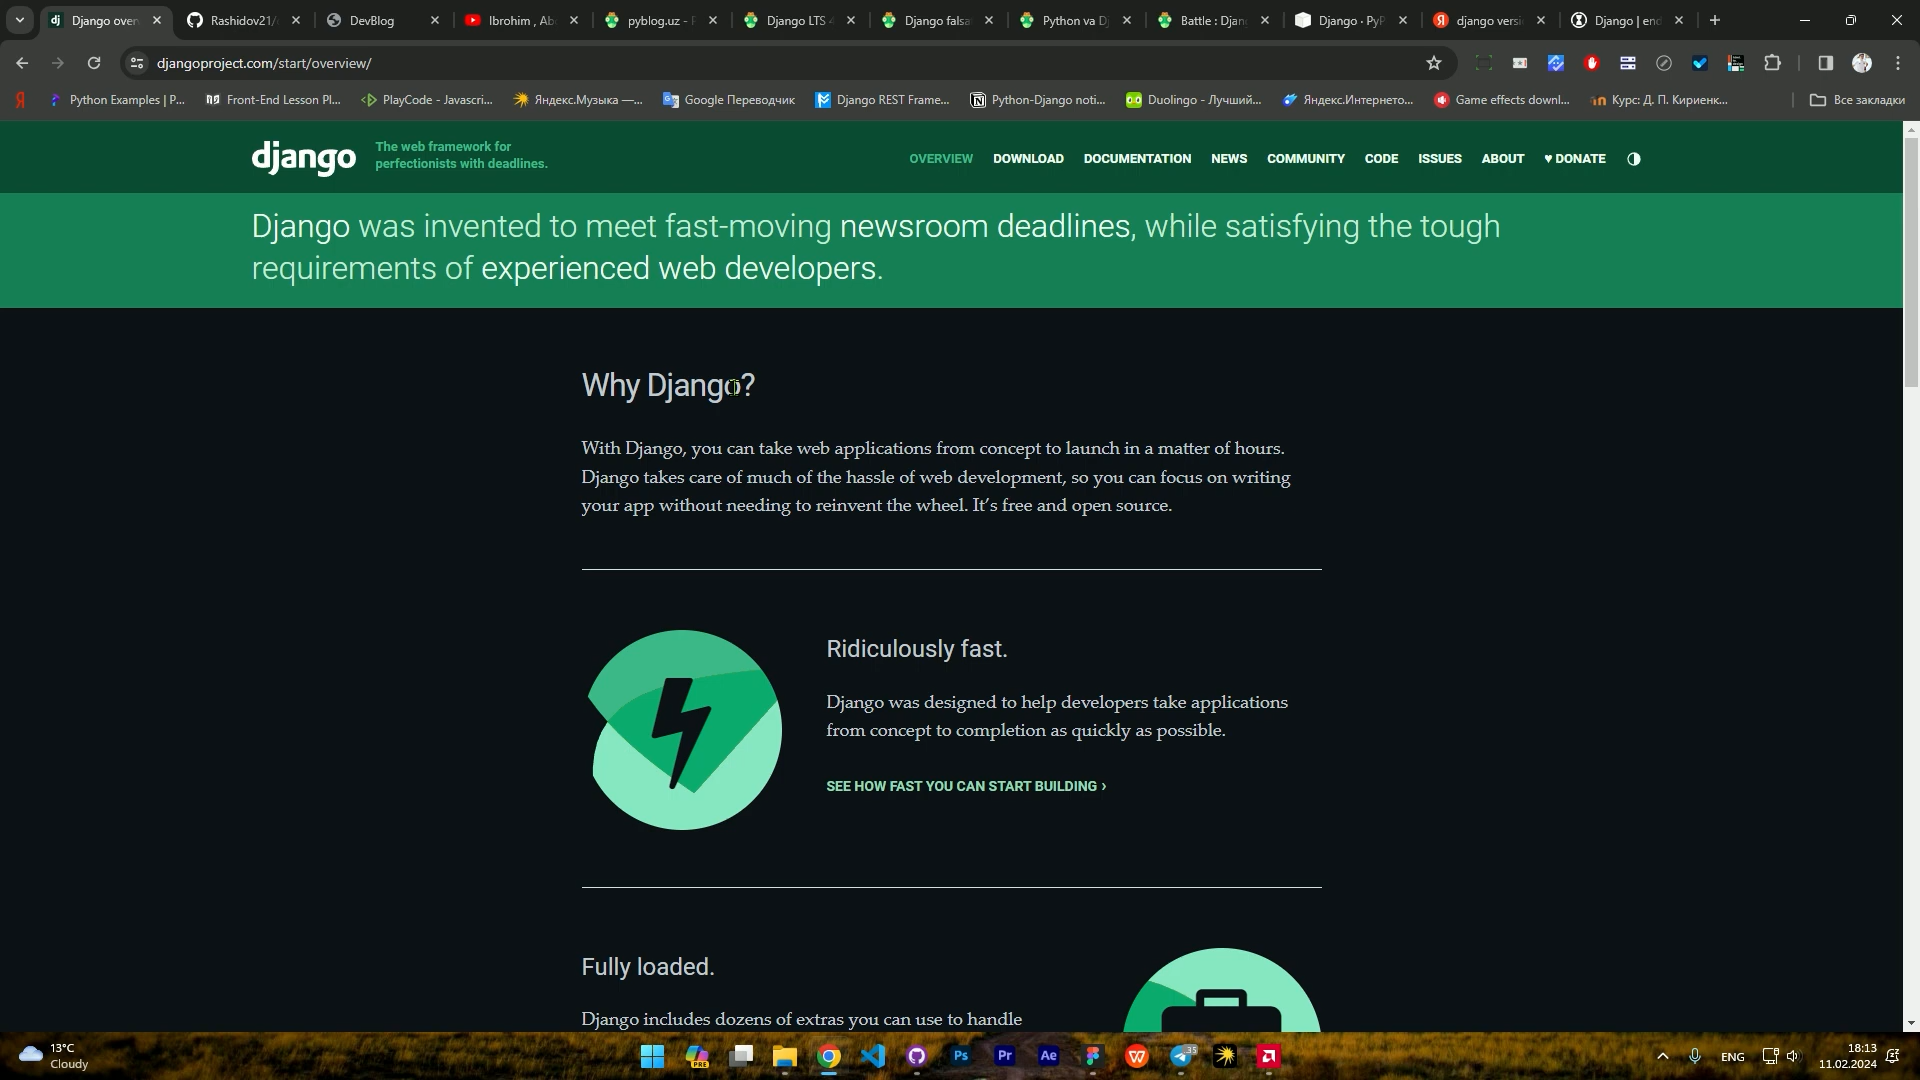 Django over
Rashidov21/
DevBlog
Ibrohim , Ab
pyblog.uz - P
Django LTS 4
Django falsa
Python va Dj
Battle : Djan
Django · PyP
django versi
Django | end
djangoproject.com/start/overview/
Python Examples | P...
Front-End Lesson Pl...
PlayCode - Javascri...
Яндекс.Музыка —...
Google Переводчик
Django REST Frame...
Python-Django noti...
Duolingo - Лучший...
Яндекс.Интернето...
Game effects downl...
Курс: Д. П. Кириенк...
Все закладки
django
The web framework for
perfectionists with deadlines.
OVERVIEW DOWNLOAD DOCUMENTATION NEWS COMMUNITY CODE ISSUES ABOUT ♥ DONATE
Django was invented to meet fast-moving newsroom deadlines, while satisfying the tough
requirements of experienced web developers.
Why Django?
With Django, you can take web applications from concept to launch in a matter of hours.
Django takes care of much of the hassle of web development, so you can focus on writing
your app without needing to reinvent the wheel. It’s free and open source.
Ridiculously fast.
Django was designed to help developers take applications
from concept to completion as quickly as possible.
SEE HOW FAST YOU CAN START BUILDING ›
Fully loaded.
Django includes dozens of extras you can use to handle
13°C
Cloudy
PRE
Ps
Pr
Ae
35
ENG
18:13
11.02.2024